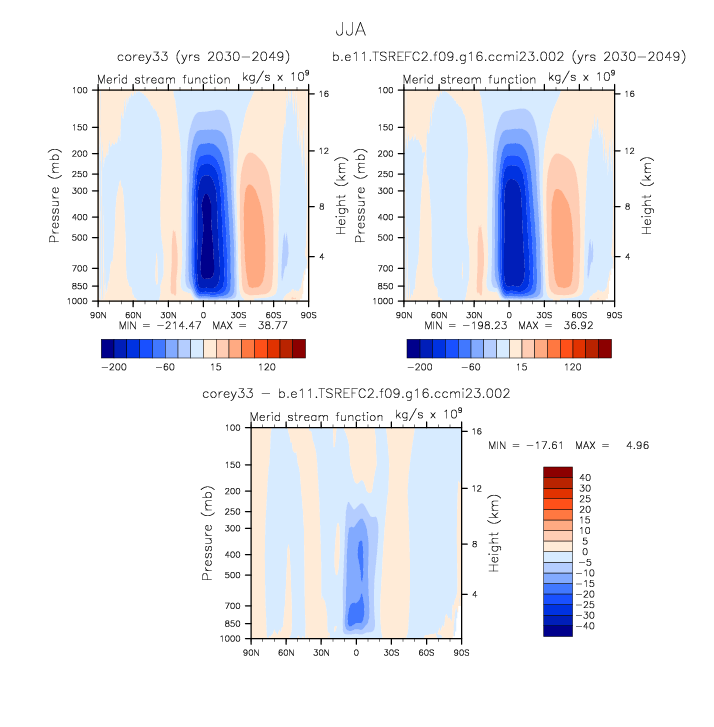 JJA
corey33 (yrs 2030-2049)
b.e11.TSREFC2.f09.g16.ccmi23.002 (yrs 2030-2049)
Merid stream function kg/s x 10⁹
Merid stream function kg/s x 10⁹
Pressure (mb)
100
150
200
250
300
400
500
700
850
1000
16
12
8
4
Height (km)
90N 60N 30N 0 30S 60S 90S
MIN = -214.47 MAX = 38.77
-200 -60 15 120
Pressure (mb)
100
150
200
250
300
400
500
700
850
1000
16
12
8
4
Height (km)
90N 60N 30N 0 30S 60S 90S
MIN = -198.23 MAX = 36.92
-200 -60 15 120
corey33 - b.e11.TSREFC2.f09.g16.ccmi23.002
Merid stream function kg/s x 10⁹
Pressure (mb)
100
150
200
250
300
400
500
700
850
1000
16
12
8
4
Height (km)
90N 60N 30N 0 30S 60S 90S
MIN = -17.61 MAX = 4.96
40
30
25
20
15
10
5
0
-5
-10
-15
-20
-25
-30
-40